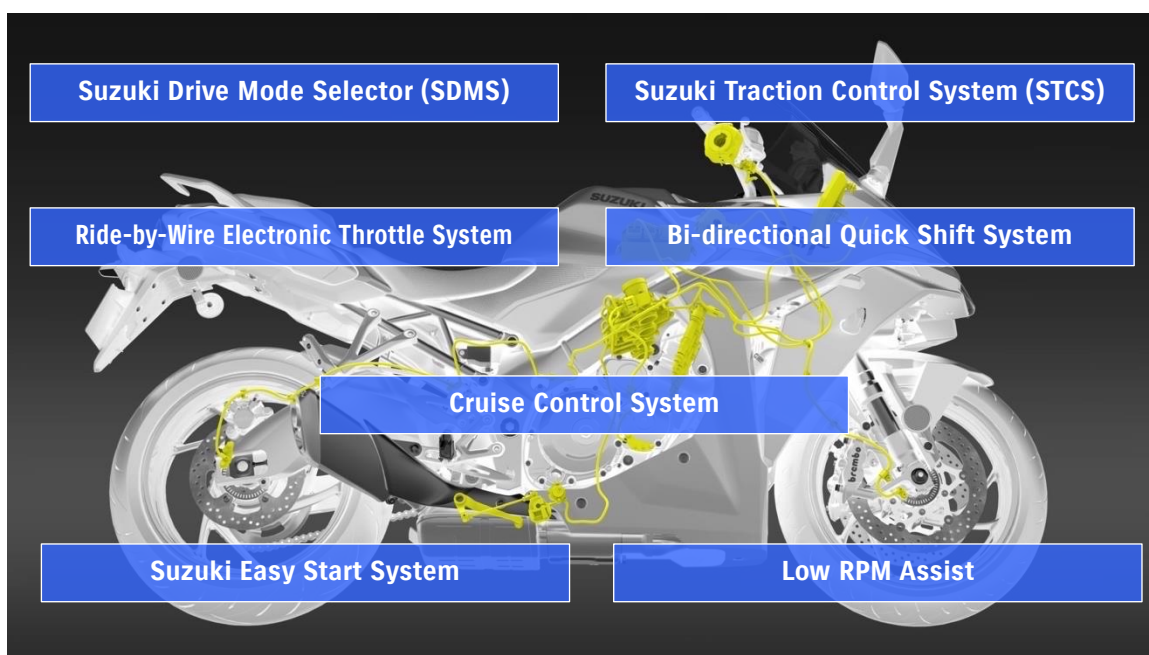 Suzuki Drive Mode Selector (SDMS)
Suzuki Traction Control System (STCS)
SUZUKI
Ride-by-Wire Electronic Throttle System
Bi-directional Quick Shift System
Cruise Control System
brembo
Suzuki Easy Start System
Low RPM Assist